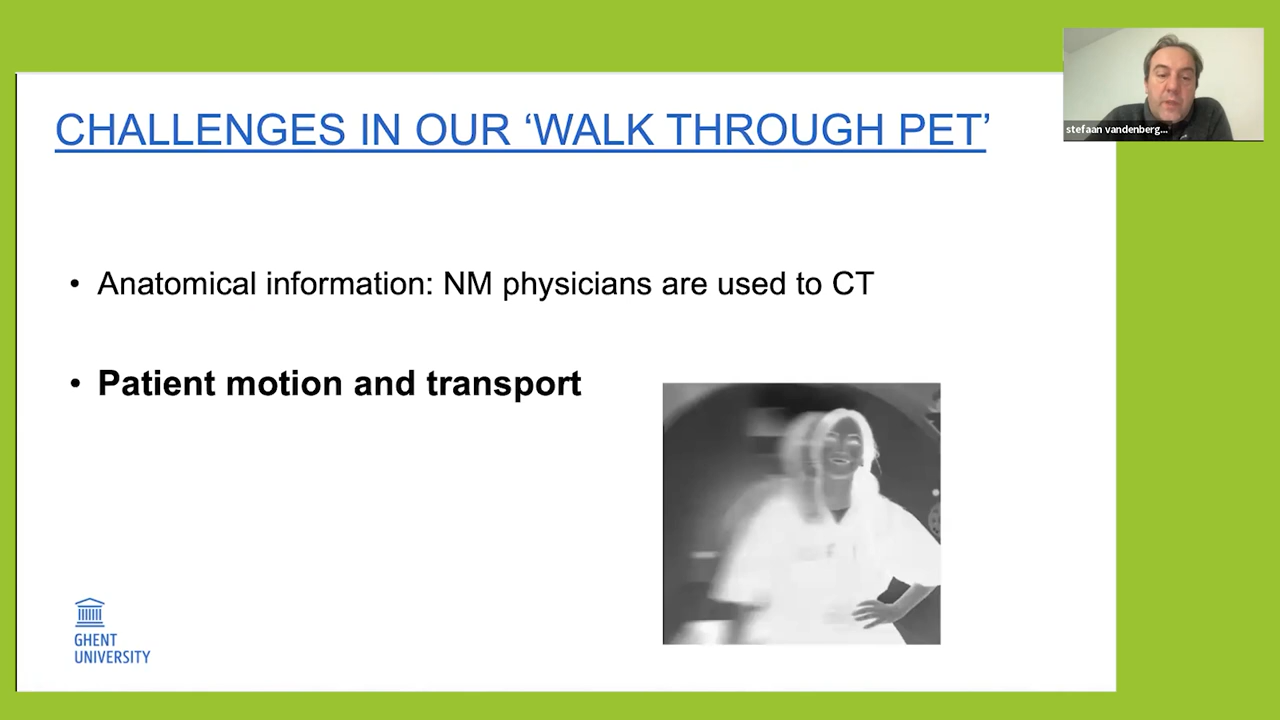 CHALLENGES IN OUR ‘WALK THROUGH PET’
stefaan vandenberg...
• Anatomical information: NM physicians are used to CT
• Patient motion and transport
GHENT
UNIVERSITY